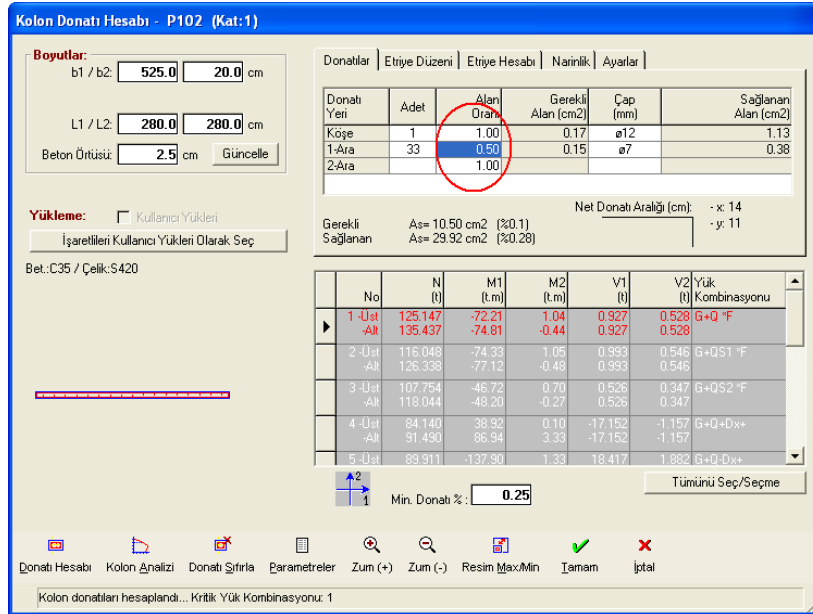 Kolon Donatı Hesabı - P102 (Kat:1)
Boyutlar:
b1 / b2: 525.0 20.0 cm
L1 / L2: 280.0 280.0 cm
Beton Örtüsü: 2.5 cm Güncelle
Yükleme: Kullanıcı Yükleri
İşaretlileri Kullanıcı Yükleri Olarak Seç
Bet.:C35 / Çelik:S420
Donatılar Etriye Düzeni Etriye Hesabı Narinlik Ayarlar
Donatı Yeri Adet Alan Oranı Gerekli Alan (cm2) Çap (mm) Sağlanan Alan (cm2)
Köşe 1 1.00 0.17 ø12 1.13
1-Ara 33 0.50 0.15 ø7 0.38
2-Ara 1.00
Net Donatı Aralığı (cm): - x: 14
- y: 11
Gerekli As= 10.50 cm2 (%0.1)
Sağlanan As= 29.92 cm2 (%0.28)
No N (t) M1 (t.m) M2 (t.m) V1 (t) V2 (t) Yük Kombinasyonu
1 -Üst 125.147 -72.21 1.04 0.927 0.528 G+Q *F
-Alt 135.437 -74.81 -0.44 0.927 0.528
2 -Üst 116.048 -74.33 1.05 0.993 0.546 G+QS1 *F
-Alt 126.338 -77.12 -0.48 0.993 0.546
3 -Üst 107.754 -46.72 0.70 0.526 0.347 G+QS2 *F
-Alt 118.044 -48.20 -0.27 0.526 0.347
4 -Üst 84.140 38.92 0.10 -17.152 -1.157 G+Q+Dx+
-Alt 91.490 86.94 3.33 -17.152 -1.157
5 -Üst 89.911 -137.90 1.33 18.417 1.882 G+Q-Dx+
2
1
Min. Donatı % : 0.25
Tümünü Seç/Seçme
Donatı Hesabı Kolon Analizi Donatı Sıfırla Parametreler Zum (+) Zum (-) Resim Max/Min Tamam İptal
Kolon donatıları hesaplandı... Kritik Yük Kombinasyonu: 1